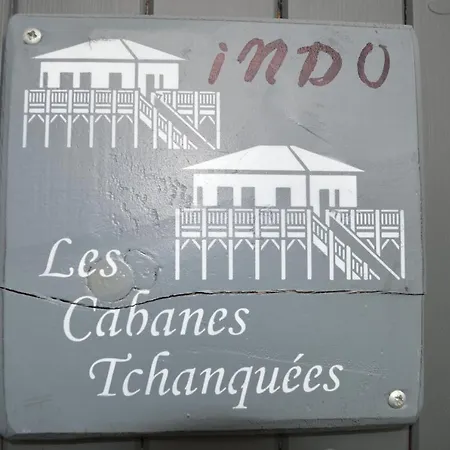 iNDO
Les
Cabanes
Tchanquées